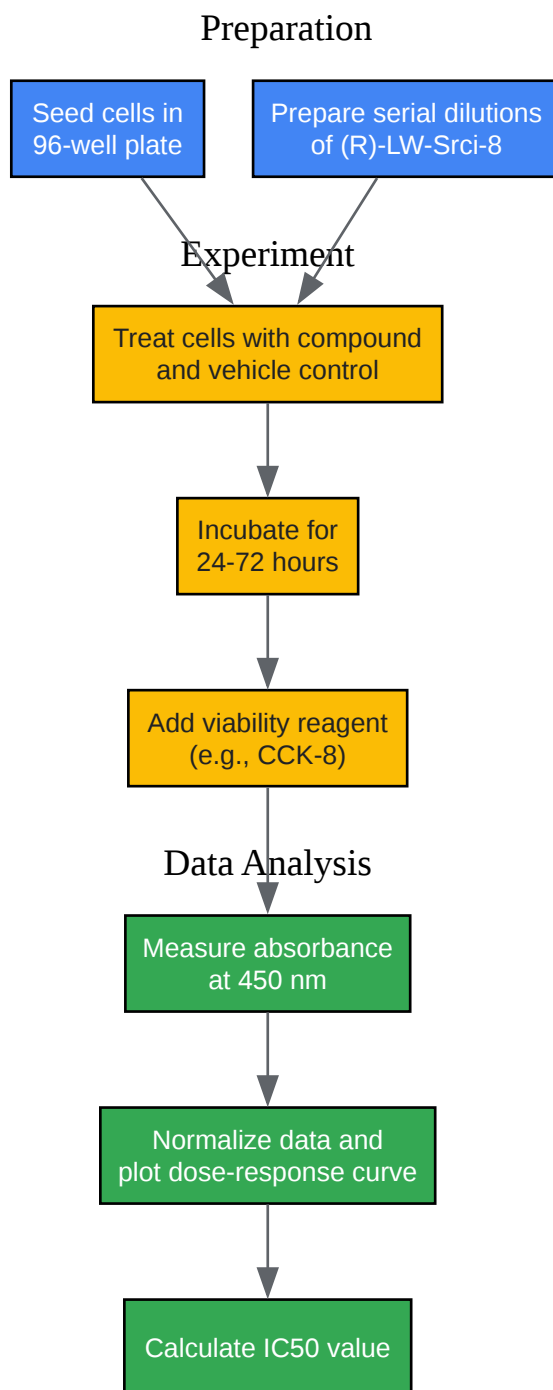 Preparation
Seed cells in
96-well plate
Prepare serial dilutions
of (R)-LW-Srci-8
Experiment
Treat cells with compound
and vehicle control
Incubate for
24-72 hours
Add viability reagent
(e.g., CCK-8)
Data Analysis
Measure absorbance
at 450 nm
Normalize data and
plot dose-response curve
Calculate IC50 value